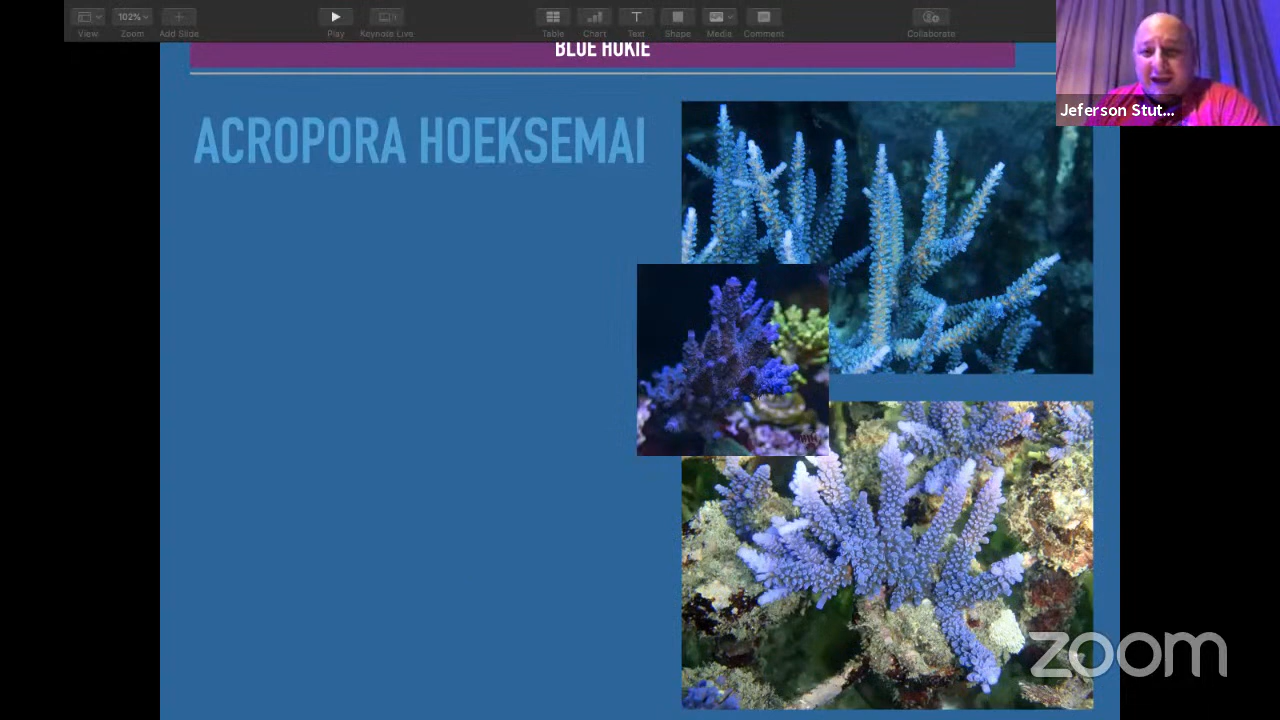 View
102%
Zoom
Add Slide
Play
Keynote Live
Table
Chart
T
Text
Shape
Media
Comment
Collaborate
BLUE HOKIE
Jeferson Stut...
ACROPORA HOEKSEMAI
zoom